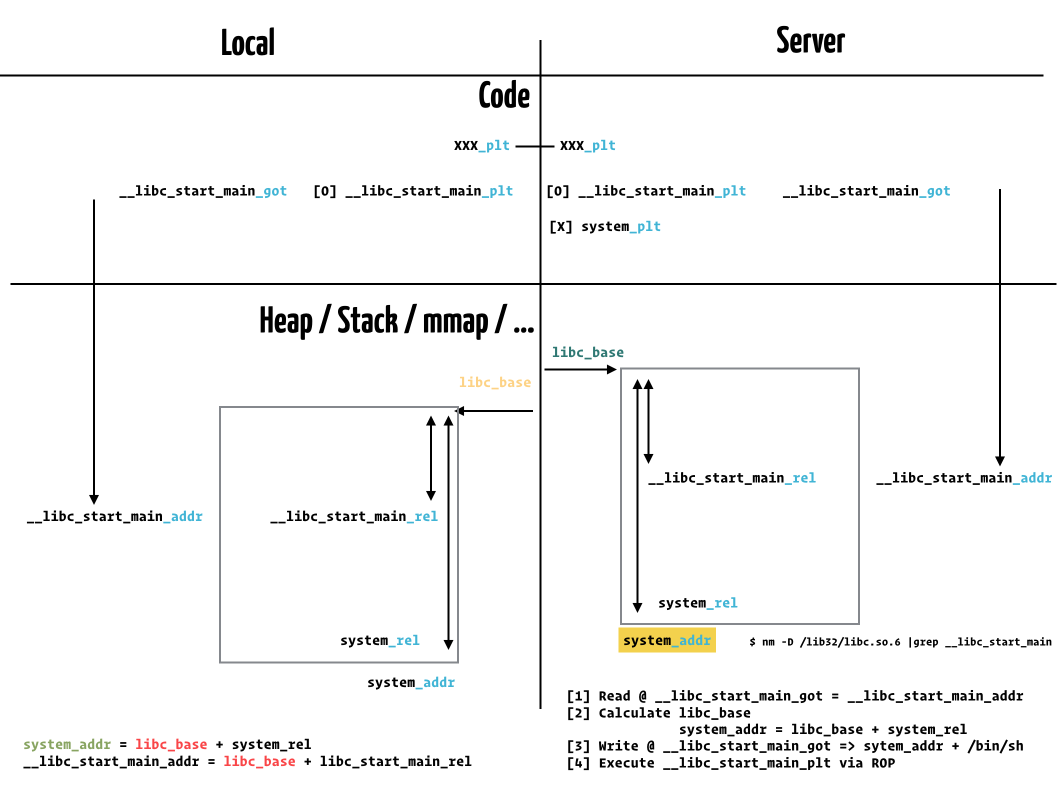 Local
Server
Code
XXX_plt
XXX_plt
__libc_start_main_got
[O] __libc_start_main_plt
[O] __libc_start_main_plt
__libc_start_main_got
[X] system_plt
Heap / Stack / mmap / ...
libc_base
libc_base
__libc_start_main_rel
__libc_start_main_addr
__libc_start_main_addr
__libc_start_main_rel
system_rel
system_rel
system_addr
$ nm -D /lib32/libc.so.6 |grep __libc_start_main
system_addr
[1] Read @ __libc_start_main_got = __libc_start_main_addr
[2] Calculate libc_base
system_addr = libc_base + system_rel
[3] Write @ __libc_start_main_got => sytem_addr + /bin/sh
[4] Execute __libc_start_main_plt via ROP
system_addr = libc_base + system_rel
__libc_start_main_addr = libc_base + libc_start_main_rel